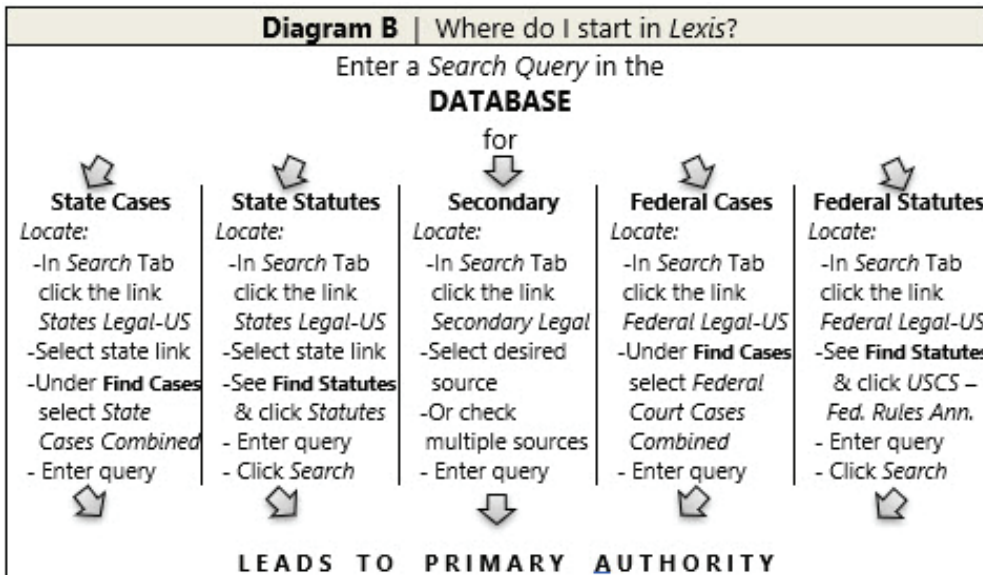 Diagram B | Where do I start in Lexis?
Enter a Search Query in the
DATABASE
for
State Cases
Locate:
-In Search Tab
click the link
States Legal-US
-Select state link
-Under Find Cases
select State
Cases Combined
- Enter query
State Statutes
Locate:
-In Search Tab
click the link
States Legal-US
-Select state link
-See Find Statutes
& click Statutes
- Enter query
- Click Search
Secondary
Locate:
-In Search Tab
click the link
Secondary Legal
-Select desired
source
-Or check
multiple sources
- Enter query
Federal Cases
Locate:
-In Search Tab
click the link
Federal Legal-US
-Under Find Cases
select Federal
Court Cases
Combined
- Enter query
Federal Statutes
Locate:
-In Search Tab
click the link
Federal Legal-US
-See Find Statutes
& click USCS –
Fed. Rules Ann.
- Enter query
- Click Search
LEADS TO PRIMARY AUTHORITY